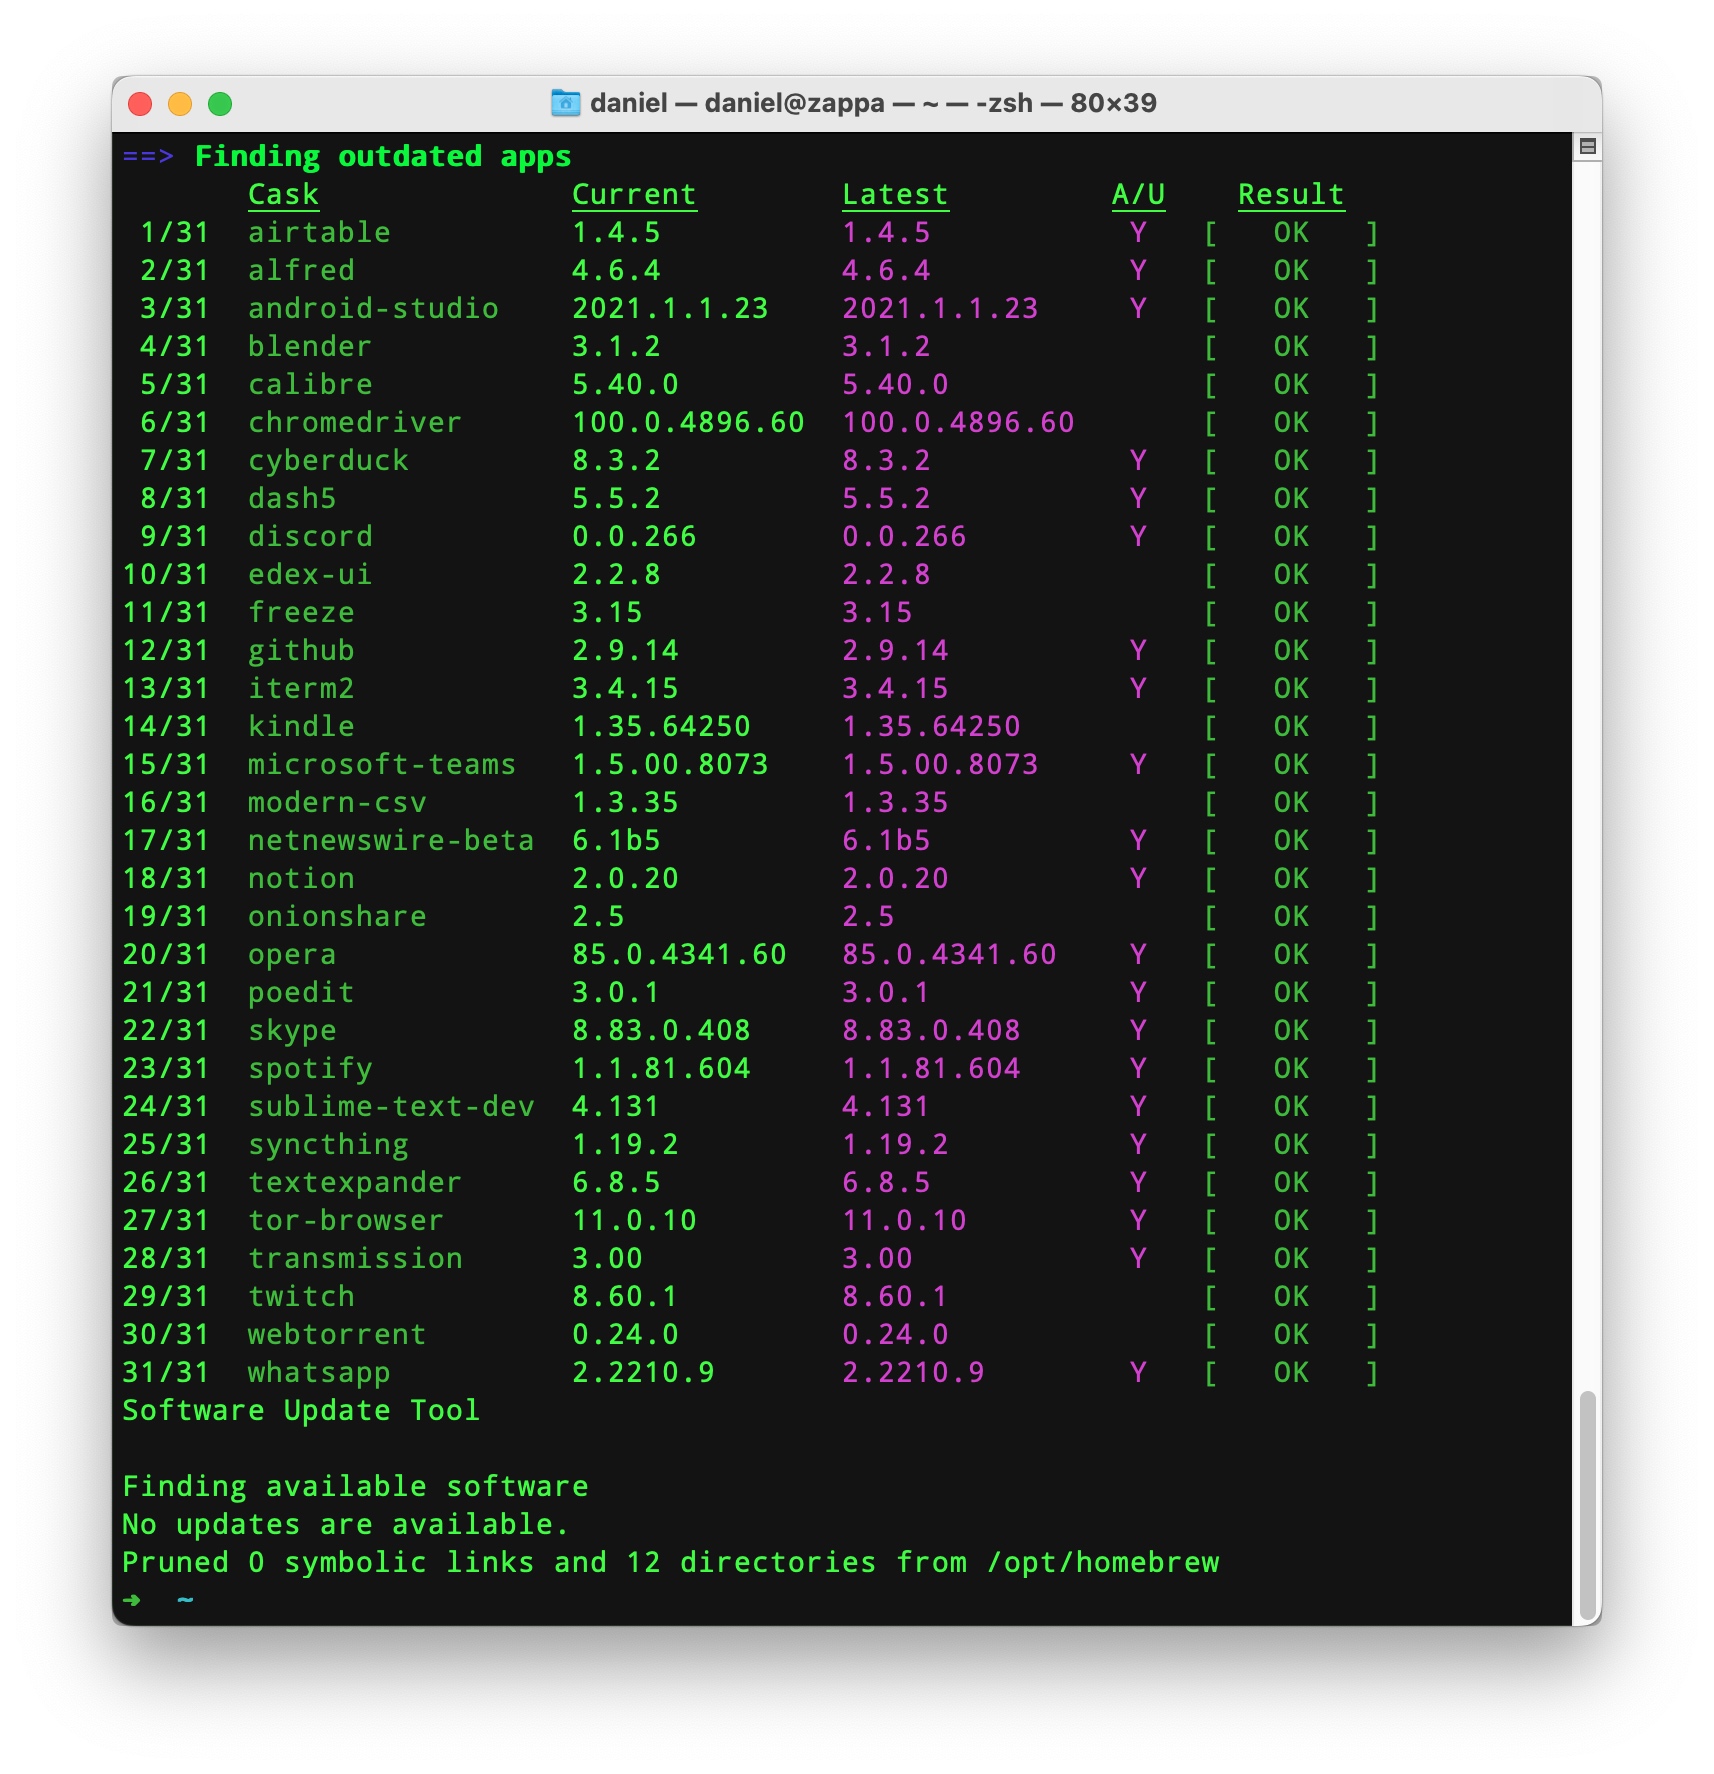 daniel — daniel@zappa — ~ — -zsh — 80×39
==> Finding outdated apps
Cask Current Latest A/U Result
1/31 airtable 1.4.5 1.4.5 Y [ OK ]
2/31 alfred 4.6.4 4.6.4 Y [ OK ]
3/31 android-studio 2021.1.1.23 2021.1.1.23 Y [ OK ]
4/31 blender 3.1.2 3.1.2 [ OK ]
5/31 calibre 5.40.0 5.40.0 [ OK ]
6/31 chromedriver 100.0.4896.60 100.0.4896.60 [ OK ]
7/31 cyberduck 8.3.2 8.3.2 Y [ OK ]
8/31 dash5 5.5.2 5.5.2 Y [ OK ]
9/31 discord 0.0.266 0.0.266 Y [ OK ]
10/31 edex-ui 2.2.8 2.2.8 [ OK ]
11/31 freeze 3.15 3.15 [ OK ]
12/31 github 2.9.14 2.9.14 Y [ OK ]
13/31 iterm2 3.4.15 3.4.15 Y [ OK ]
14/31 kindle 1.35.64250 1.35.64250 [ OK ]
15/31 microsoft-teams 1.5.00.8073 1.5.00.8073 Y [ OK ]
16/31 modern-csv 1.3.35 1.3.35 [ OK ]
17/31 netnewswire-beta 6.1b5 6.1b5 Y [ OK ]
18/31 notion 2.0.20 2.0.20 Y [ OK ]
19/31 onionshare 2.5 2.5 [ OK ]
20/31 opera 85.0.4341.60 85.0.4341.60 Y [ OK ]
21/31 poedit 3.0.1 3.0.1 Y [ OK ]
22/31 skype 8.83.0.408 8.83.0.408 Y [ OK ]
23/31 spotify 1.1.81.604 1.1.81.604 Y [ OK ]
24/31 sublime-text-dev 4.131 4.131 Y [ OK ]
25/31 syncthing 1.19.2 1.19.2 Y [ OK ]
26/31 textexpander 6.8.5 6.8.5 Y [ OK ]
27/31 tor-browser 11.0.10 11.0.10 Y [ OK ]
28/31 transmission 3.00 3.00 Y [ OK ]
29/31 twitch 8.60.1 8.60.1 [ OK ]
30/31 webtorrent 0.24.0 0.24.0 [ OK ]
31/31 whatsapp 2.2210.9 2.2210.9 Y [ OK ]
Software Update Tool
Finding available software
No updates are available.
Pruned 0 symbolic links and 12 directories from /opt/homebrew
➜ ~